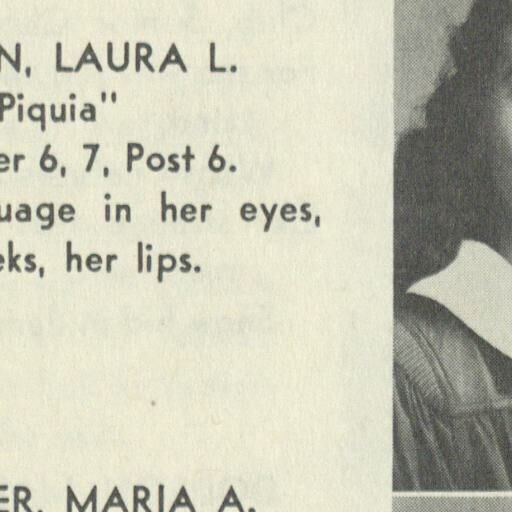 N, LAURA L.
Piquia"
er 6, 7, Post 6.
uage in her eyes,
eks, her lips.
ER, MARIA A.